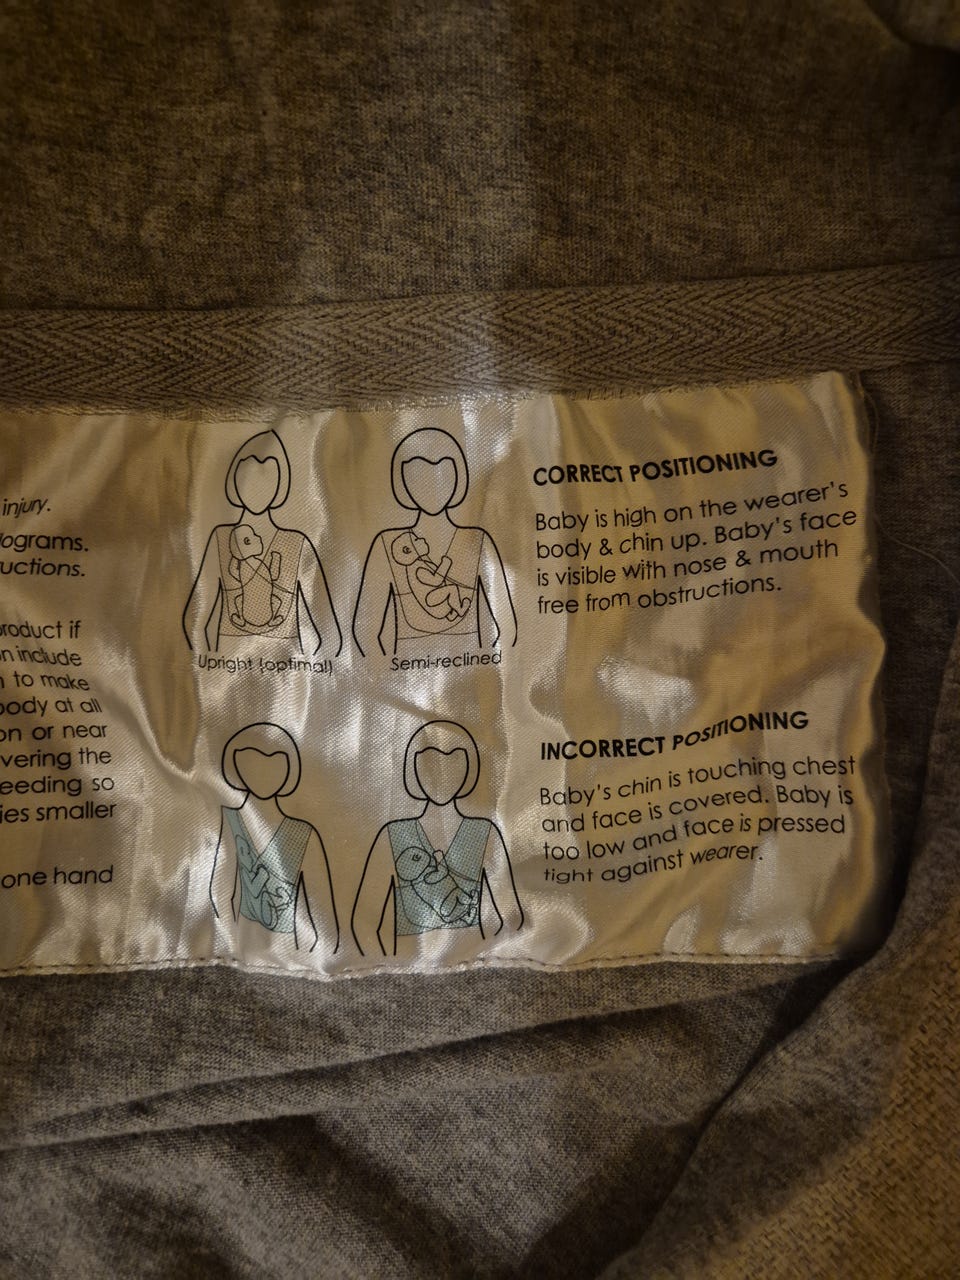 injury.
ograms.
uctions.
roduct if
n include
to make
body at all
on or near
vering the
eeding so
ies smaller
one hand
Upright (optimal)
Semi-reclined
CORRECT POSITIONING
Baby is high on the wearer's
body & chin up. Baby's face
is visible with nose & mouth
free from obstructions.
INCORRECT POSITIONING
Baby's chin is touching chest
and face is covered. Baby is
too low and face is pressed
tight against wearer.